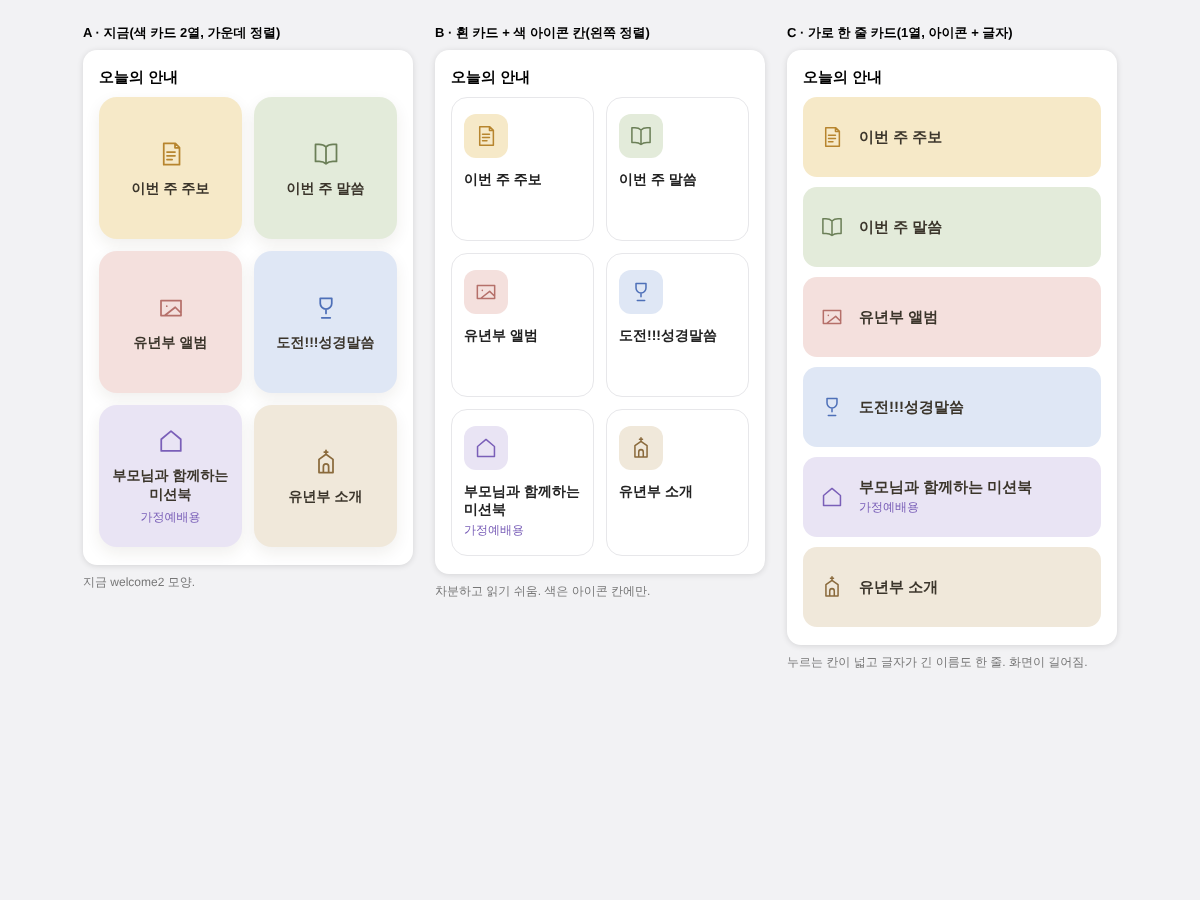 A · 지금(색 카드 2열, 가운데 정렬)
오늘의 안내
이번 주 주보
이번 주 말씀
유년부 앨범
도전!!!성경말씀
부모님과 함께하는
미션북
가정예배용
유년부 소개
지금 welcome2 모양.
B · 흰 카드 + 색 아이콘 칸(왼쪽 정렬)
오늘의 안내
이번 주 주보
이번 주 말씀
유년부 앨범
도전!!!성경말씀
부모님과 함께하는
미션북
가정예배용
유년부 소개
차분하고 읽기 쉬움. 색은 아이콘 칸에만.
C · 가로 한 줄 카드(1열, 아이콘 + 글자)
오늘의 안내
이번 주 주보
이번 주 말씀
유년부 앨범
도전!!!성경말씀
부모님과 함께하는 미션북
가정예배용
유년부 소개
누르는 칸이 넓고 글자가 긴 이름도 한 줄. 화면이 길어짐.